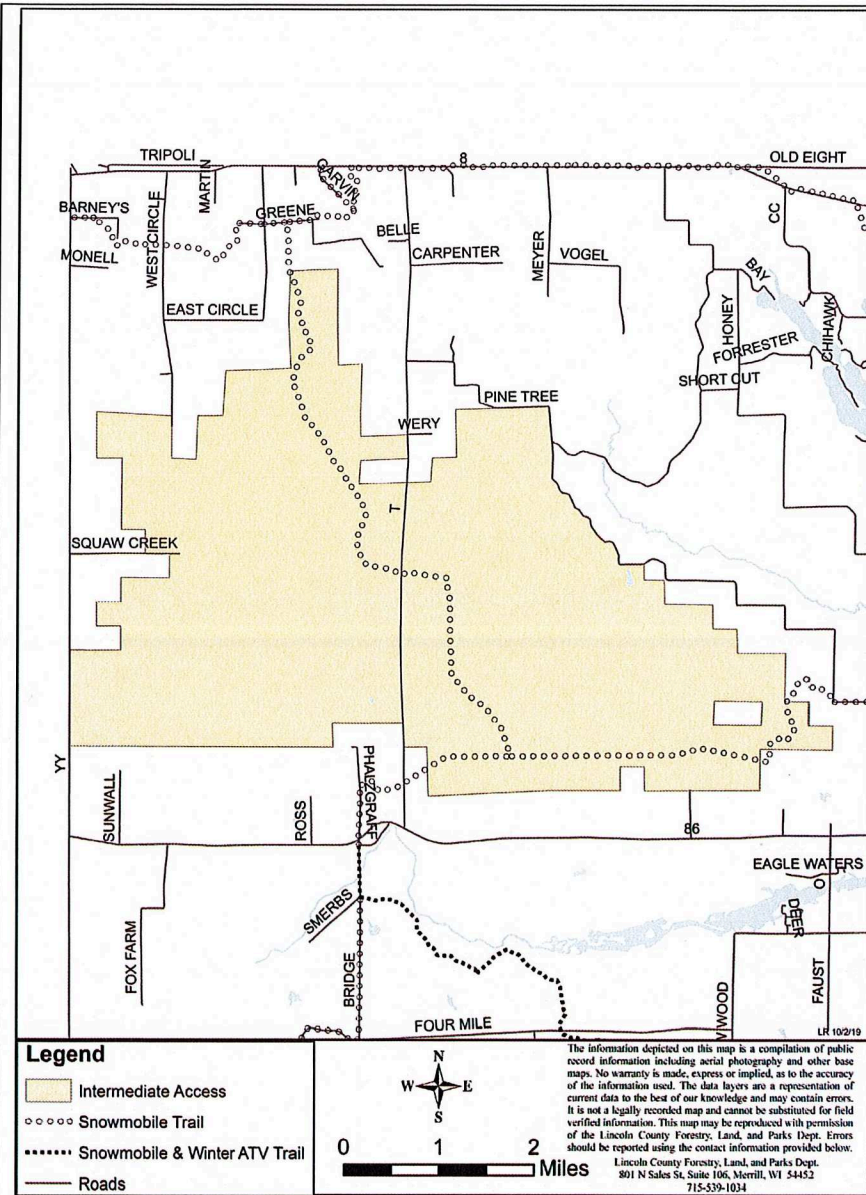 TRIPOLI
8
OLD EIGHT
MARTIN
GARVIN
BARNEY'S
WEST CIRCLE
GREENE
CC
BELLE
MONELL
CARPENTER
MEYER
VOGEL
BAY
EAST CIRCLE
HONEY
CHIHAWK
FORRESTER
SHORT CUT
PINE TREE
WERY
T
SQUAW CREEK
YY
PHALZGRAFF
SUNWALL
ROSS
86
EAGLE WATERS
SMERBS
DEER
FOX FARM
BRIDGE
FAUST
FOUR MILE
LR 10/2/19
Legend
Intermediate Access
Snowmobile Trail
Snowmobile & Winter ATV Trail
Roads
N
W E
S
0 1 2
Miles
The information depicted on this map is a compilation of public
record information including aerial photography and other base
maps. No warranty is made, express or implied, as to the accuracy
of the information used. The data layers are a representation of
current data to the best of our knowledge and may contain errors.
It is not a legally recorded map and cannot be substituted for field
verified information. This map may be reproduced with permission
of the Lincoln County Forestry, Land, and Parks Dept. Errors
should be reported using the contact information provided below.
Lincoln County Forestry, Land, and Parks Dept.
801 N Sales St, Suite 106, Merrill, WI 54452
715-539-1034